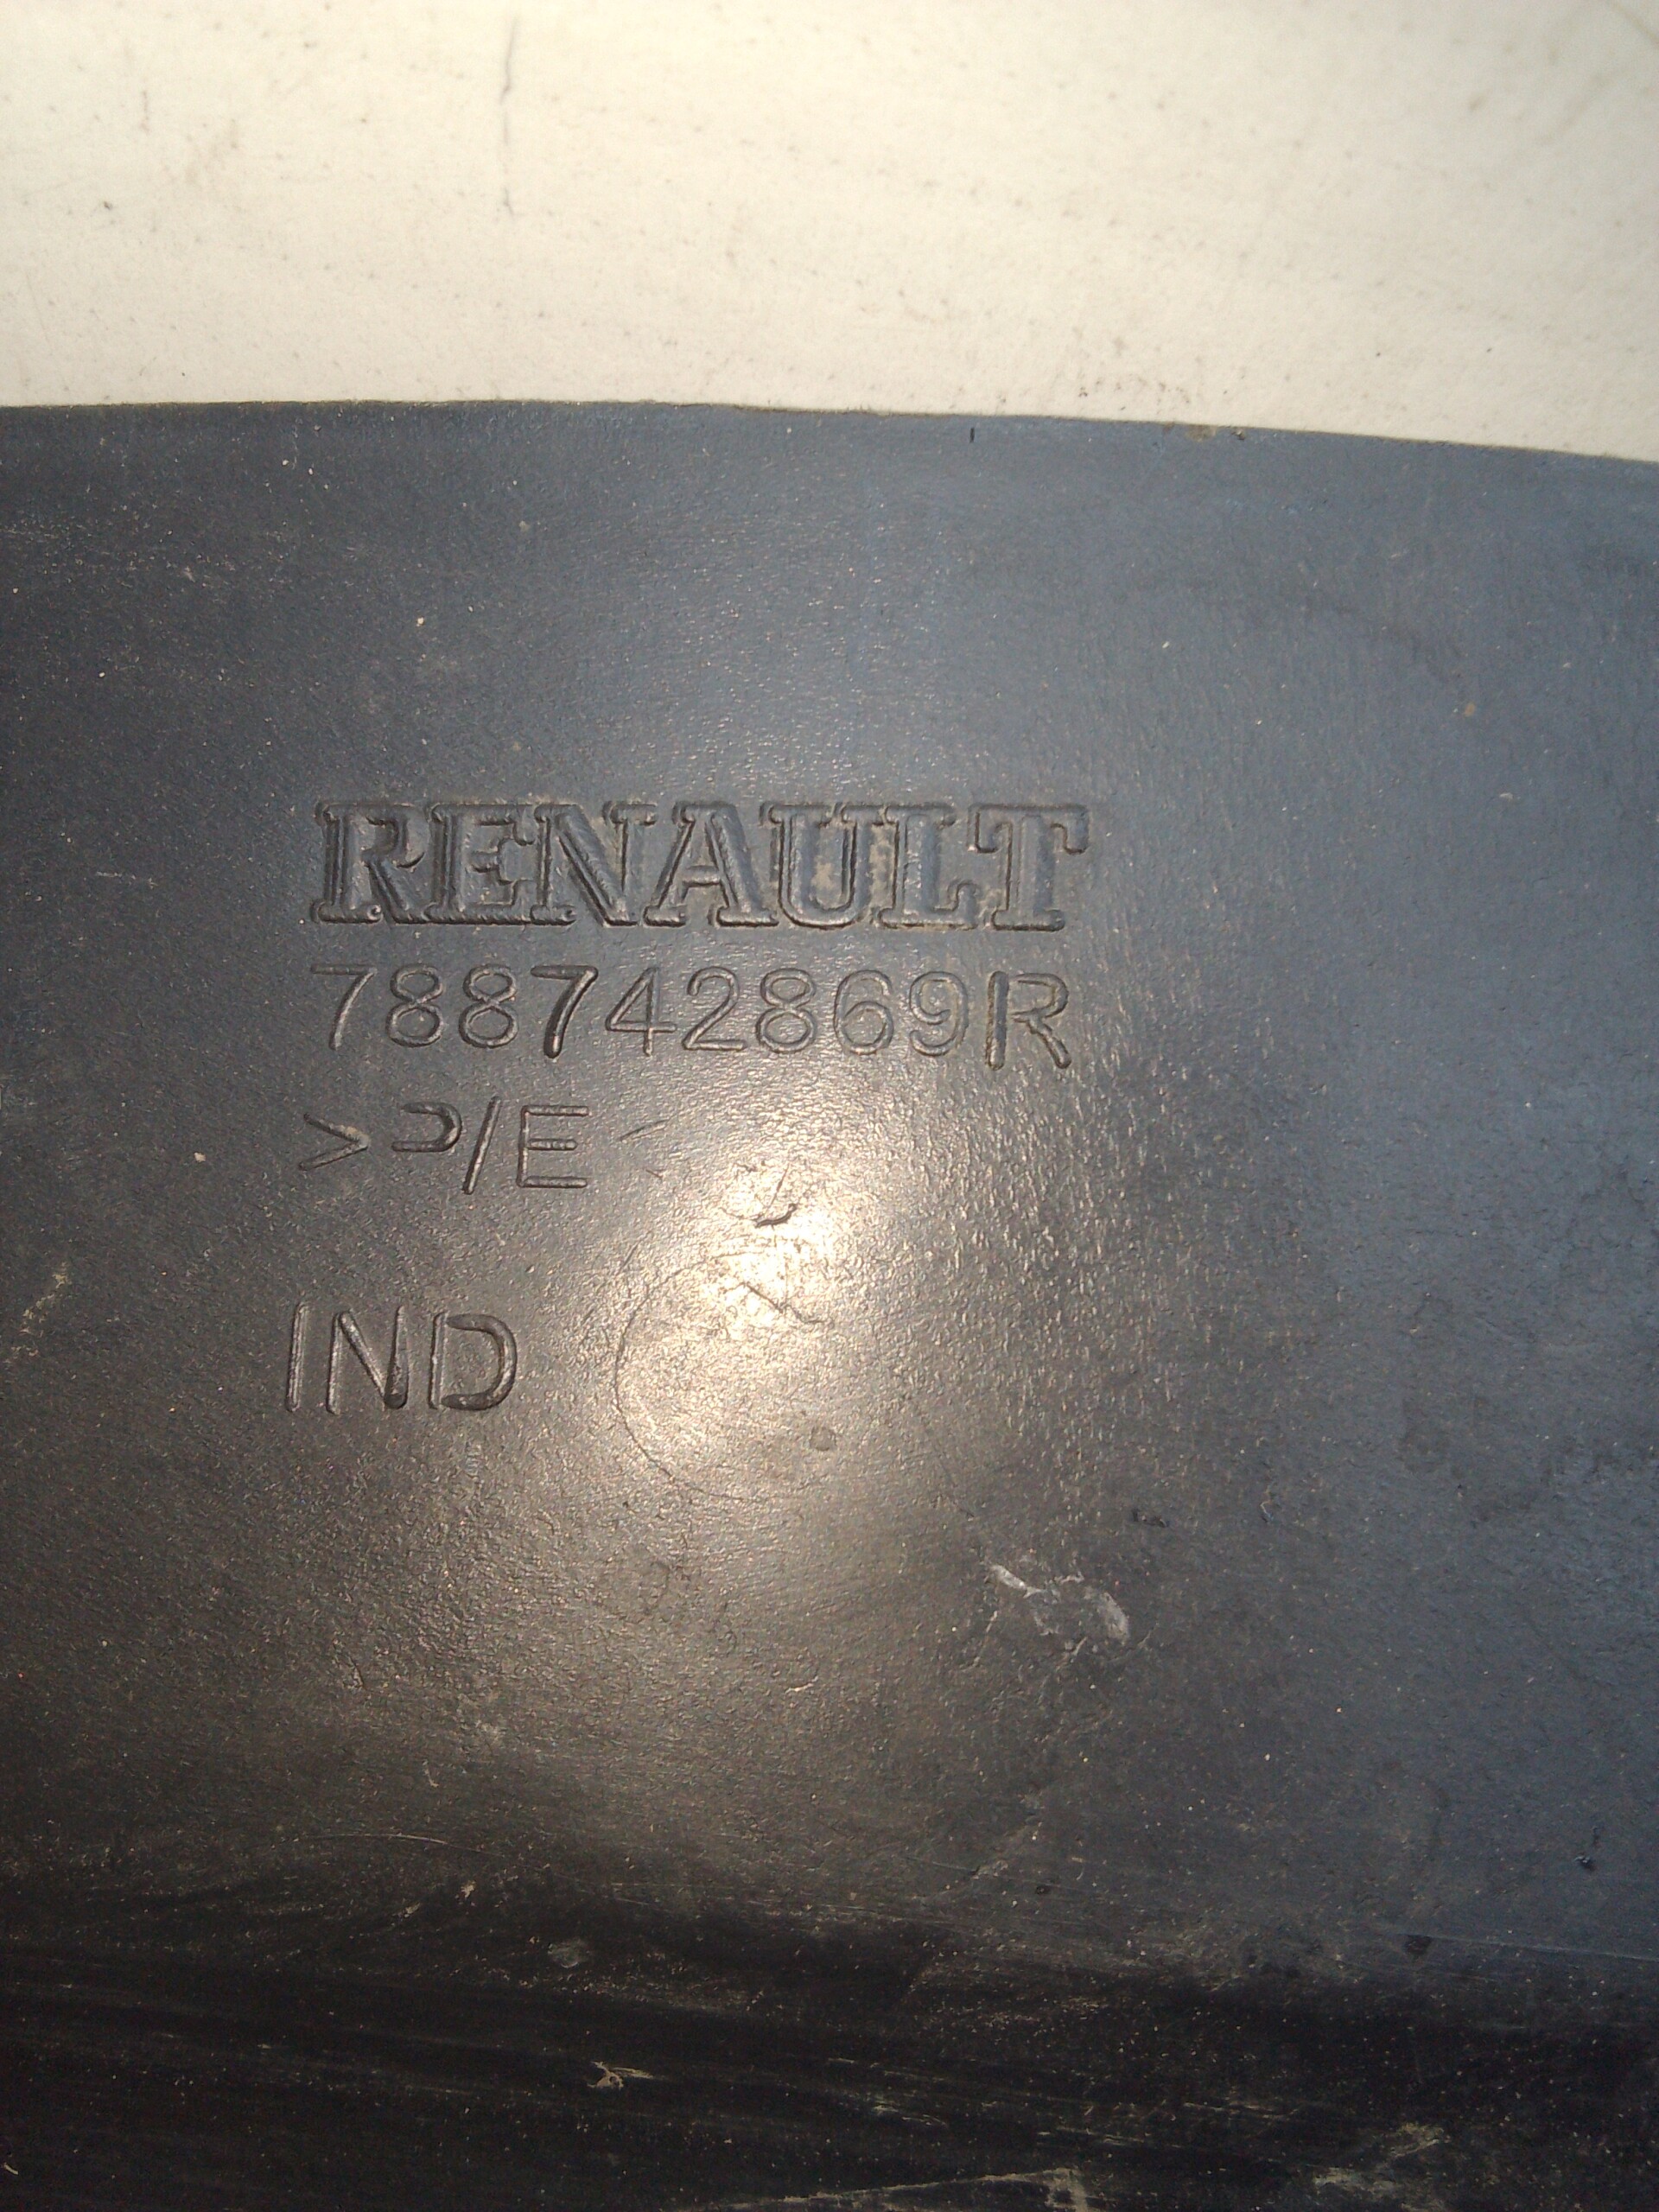 RENAULT
788742869R
>P/E
IND